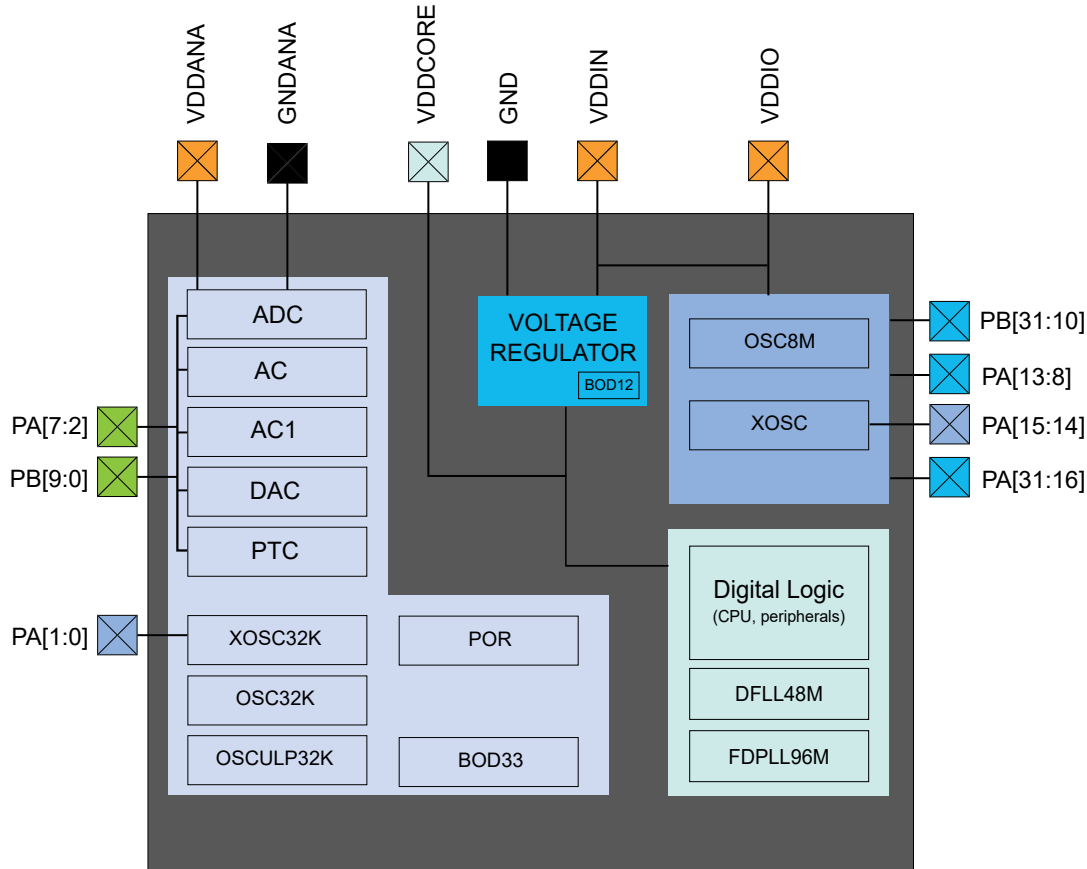 VDDANA
GNDANA
VDDCORE
GND
VDDIN
VDDIO
ADC
AC
AC1
DAC
PTC
XOSC32K
OSC32K
OSCULP32K
POR
BOD33
VOLTAGE
REGULATOR
BOD12
OSC8M
XOSC
Digital Logic
(CPU, peripherals)
DFLL48M
FDPLL96M
PA[7:2]
PB[9:0]
PA[1:0]
PB[31:10]
PA[13:8]
PA[15:14]
PA[31:16]